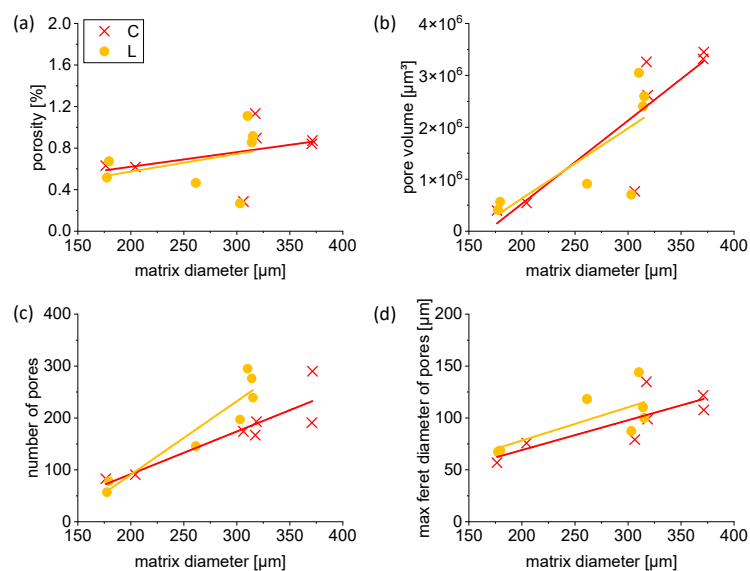 (a)
C
L
porosity [%]
2.0
1.6
1.2
0.8
0.4
0.0
150 200 250 300 350 400
matrix diameter [µm]
(b)
pore volume [µm³]
4×10⁶
3×10⁶
2×10⁶
1×10⁶
0
150 200 250 300 350 400
matrix diameter [µm]
(c)
number of pores
400
300
200
100
0
150 200 250 300 350 400
matrix diameter [µm]
(d)
max feret diameter of pores [µm]
200
150
100
50
0
150 200 250 300 350 400
matrix diameter [µm]